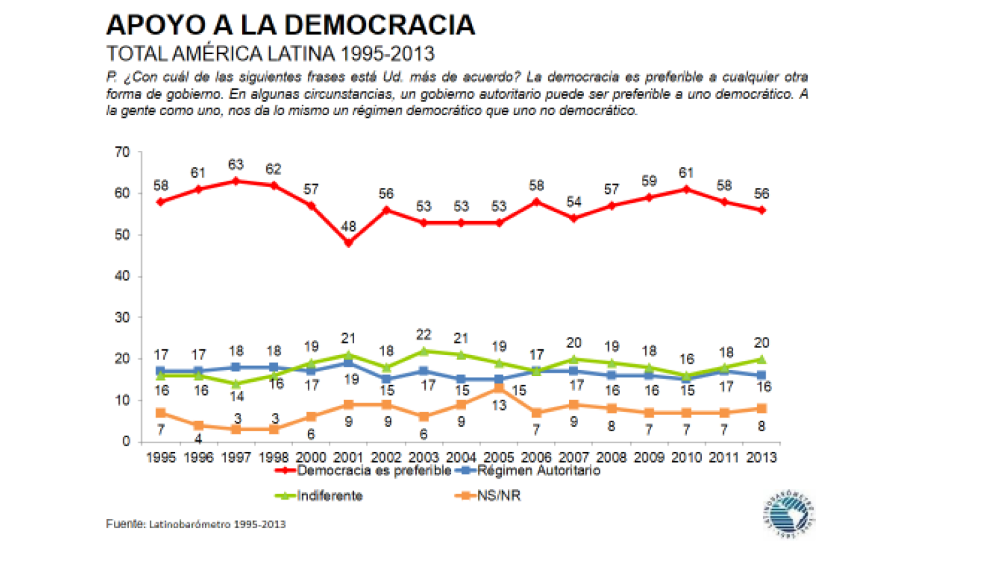 APOYO A LA DEMOCRACIA
TOTAL AMÉRICA LATINA 1995-2013
P. ¿Con cuál de las siguientes frases está Ud. más de acuerdo? La democracia es preferible a cualquier otra
forma de gobierno. En algunas circunstancias, un gobierno autoritario puede ser preferible a uno democrático. A
la gente como uno, nos da lo mismo un régimen democrático que uno no democrático.
70
60
50
40
30
20
10
0
58 61 63 62 57 48 56 53 53 53 58 54 57 59 61 58 56
17 17 18 18 19 21 18 22 21 19 17 20 19 18 16 18 20
16 16 14 16 17 19 15 17 15 15 17 16 16 15 17 16
7 4 3 3 6 9 9 6 9 13 7 9 8 7 7 7 8
1995 1996 1997 1998 2000 2001 2002 2003 2004 2005 2006 2007 2008 2009 2010 2011 2013
Democracia es preferible Régimen Autoritario
Indiferente NS/NR
Fuente: Latinobarómetro 1995-2013
LATINOBARÓMETRO